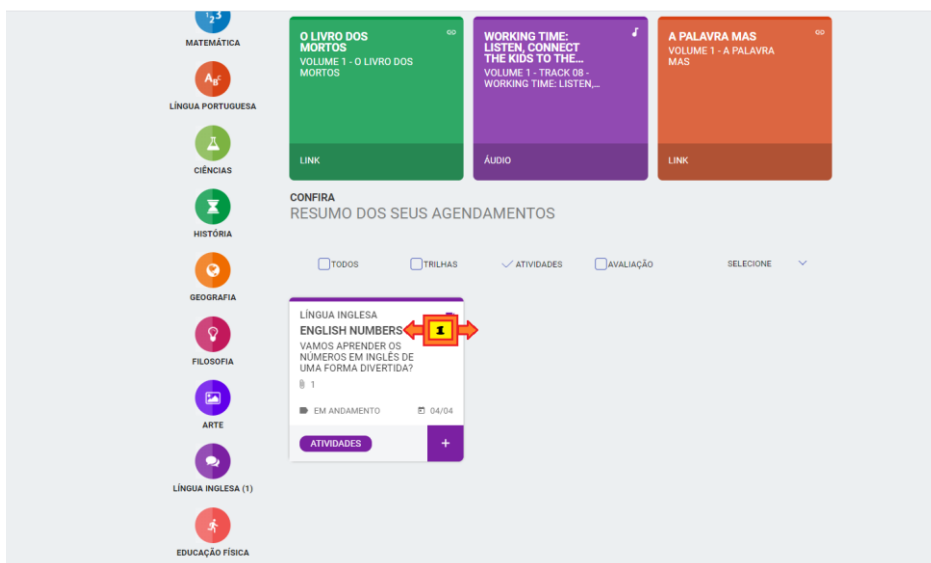 123
MATEMÁTICA
ABC
LÍNGUA PORTUGUESA
CIÊNCIAS
HISTÓRIA
GEOGRAFIA
FILOSOFIA
ARTE
LÍNGUA INGLESA (1)
EDUCAÇÃO FÍSICA
O LIVRO DOS
MORTOS
VOLUME 1 - O LIVRO DOS
MORTOS
LINK
WORKING TIME:
LISTEN, CONNECT
THE KIDS TO THE...
VOLUME 1 - TRACK 08 -
WORKING TIME: LISTEN,...
ÁUDIO
A PALAVRA MAS
VOLUME 1 - A PALAVRA
MAS
LINK
CONFIRA
RESUMO DOS SEUS AGENDAMENTOS
TODOS
TRILHAS
ATIVIDADES
AVALIAÇÃO
SELECIONE
LÍNGUA INGLESA
ENGLISH NUMBERS
1
VAMOS APRENDER OS
NÚMEROS EM INGLÊS DE
UMA FORMA DIVERTIDA?
1
EM ANDAMENTO
04/04
ATIVIDADES
+